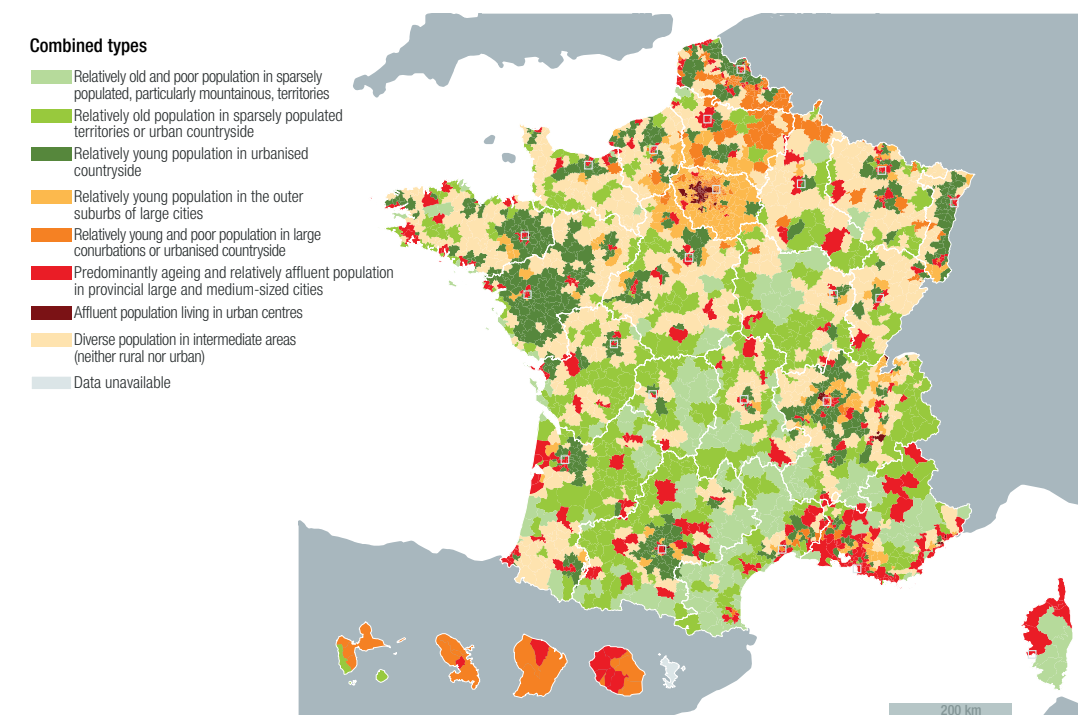 Combined types
Relatively old and poor population in sparsely
populated, particularly mountainous, territories
Relatively old population in sparsely populated
territories or urban countryside
Relatively young population in urbanised
countryside
Relatively young population in the outer
suburbs of large cities
Relatively young and poor population in large
conurbations or urbanised countryside
Predominantly ageing and relatively affluent population
in provincial large and medium-sized cities
Affluent population living in urban centres
Diverse population in intermediate areas
(neither rural nor urban)
Data unavailable
200 km